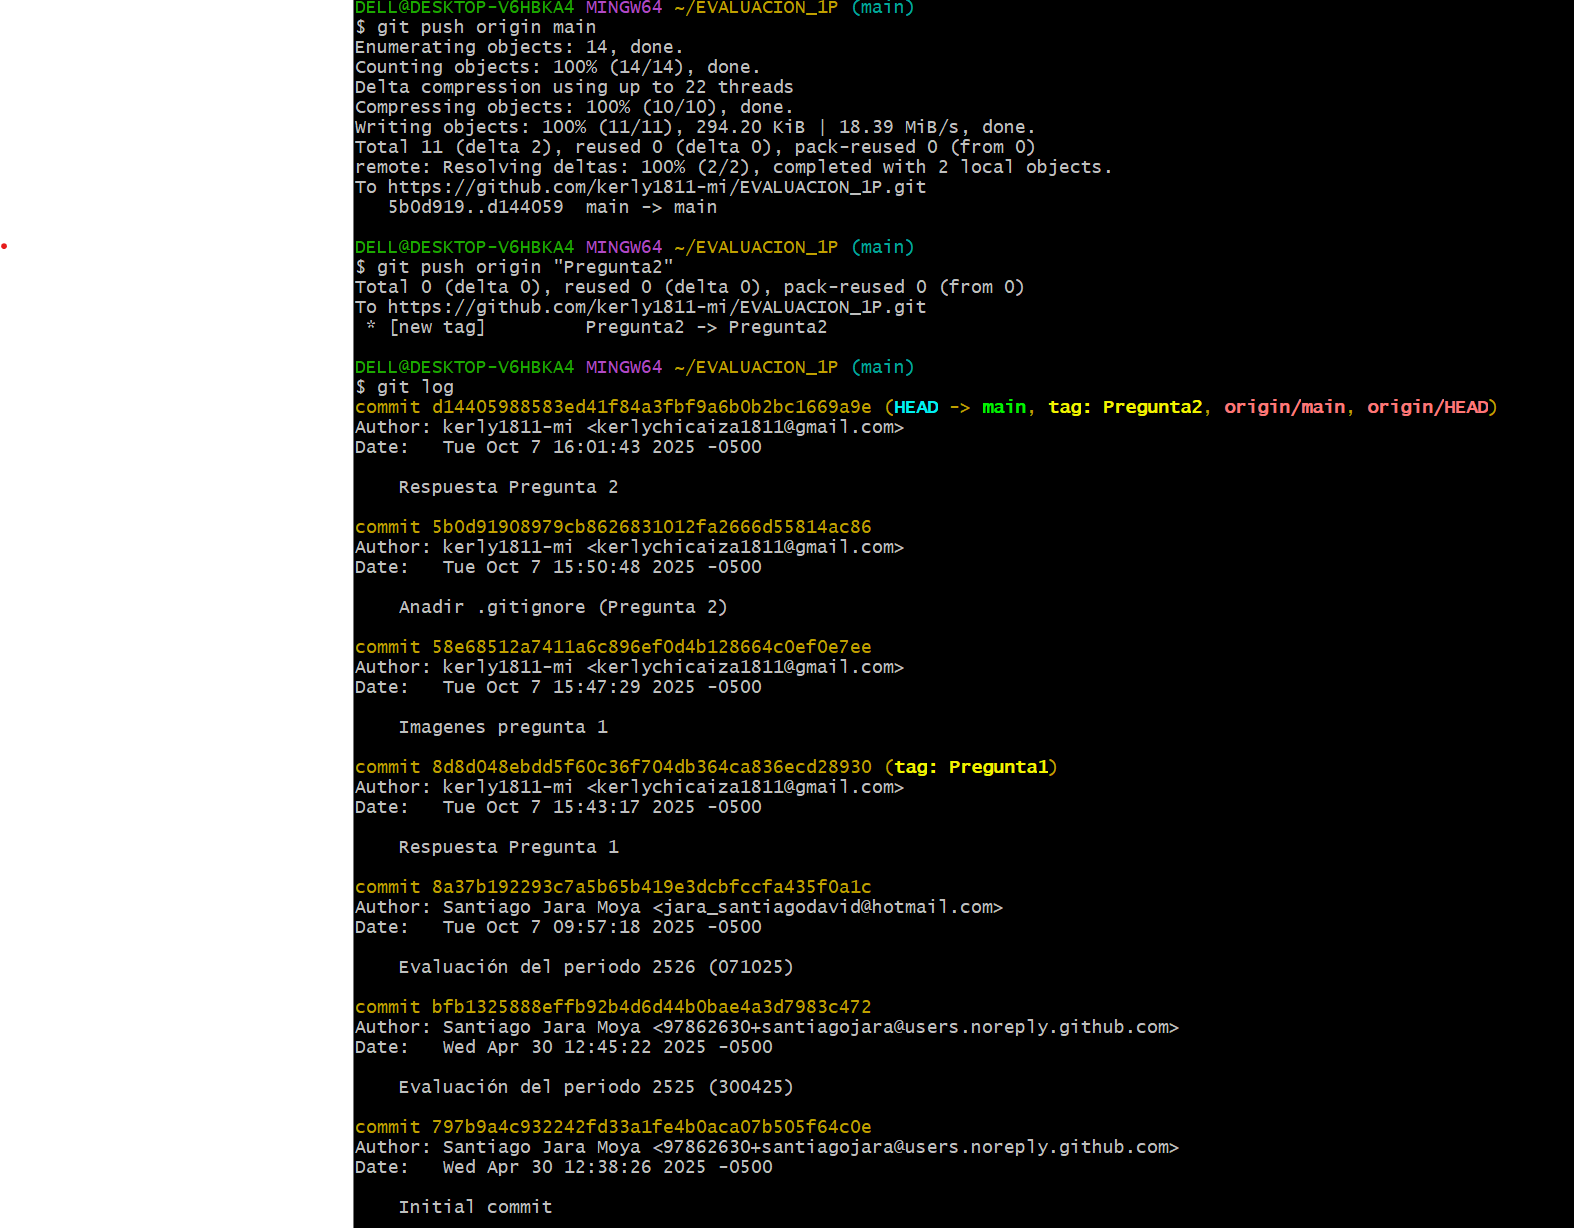 DELL@DESKTOP-V6HBKA4 MINGW64 ~/EVALUACION_1P (main)
$ git push origin main
Enumerating objects: 14, done.
Counting objects: 100% (14/14), done.
Delta compression using up to 22 threads
Compressing objects: 100% (10/10), done.
Writing objects: 100% (11/11), 294.20 KiB | 18.39 MiB/s, done.
Total 11 (delta 2), reused 0 (delta 0), pack-reused 0 (from 0)
remote: Resolving deltas: 100% (2/2), completed with 2 local objects.
To https://github.com/kerly1811-mi/EVALUACION_1P.git
   5b0d919..d144059  main -> main
DELL@DESKTOP-V6HBKA4 MINGW64 ~/EVALUACION_1P (main)
$ git push origin "Pregunta2"
Total 0 (delta 0), reused 0 (delta 0), pack-reused 0 (from 0)
To https://github.com/kerly1811-mi/EVALUACION_1P.git
 * [new tag]         Pregunta2 -> Pregunta2
DELL@DESKTOP-V6HBKA4 MINGW64 ~/EVALUACION_1P (main)
$ git log
commit d14405988583ed41f84a3fbf9a6b0b2bc1669a9e (HEAD -> main, tag: Pregunta2, origin/main, origin/HEAD)
Author: kerly1811-mi <kerlychicaiza1811@gmail.com>
Date:   Tue Oct 7 16:01:43 2025 -0500
    Respuesta Pregunta 2
commit 5b0d91908979cb8626831012fa2666d55814ac86
Author: kerly1811-mi <kerlychicaiza1811@gmail.com>
Date:   Tue Oct 7 15:50:48 2025 -0500
    Anadir .gitignore (Pregunta 2)
commit 58e68512a7411a6c896ef0d4b128664c0ef0e7ee
Author: kerly1811-mi <kerlychicaiza1811@gmail.com>
Date:   Tue Oct 7 15:47:29 2025 -0500
    Imagenes pregunta 1
commit 8d8d048ebdd5f60c36f704db364ca836ecd28930 (tag: Pregunta1)
Author: kerly1811-mi <kerlychicaiza1811@gmail.com>
Date:   Tue Oct 7 15:43:17 2025 -0500
    Respuesta Pregunta 1
commit 8a37b192293c7a5b65b419e3dcbfccfa435f0a1c
Author: Santiago Jara Moya <jara_santiagodavid@hotmail.com>
Date:   Tue Oct 7 09:57:18 2025 -0500
    Evaluación del periodo 2526 (071025)
commit bfb1325888effb92b4d6d44b0bae4a3d7983c472
Author: Santiago Jara Moya <97862630+santiagojara@users.noreply.github.com>
Date:   Wed Apr 30 12:45:22 2025 -0500
    Evaluación del periodo 2525 (300425)
commit 797b9a4c932242fd33a1fe4b0aca07b505f64c0e
Author: Santiago Jara Moya <97862630+santiagojara@users.noreply.github.com>
Date:   Wed Apr 30 12:38:26 2025 -0500
    Initial commit